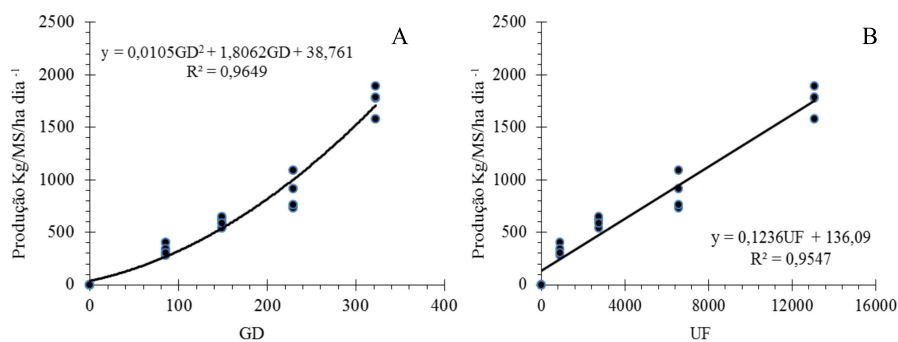 A
y = 0,0105GD² + 1,8062GD + 38,761
R² = 0,9649
Produção Kg/MS/ha dia ⁻¹
2500
2000
1500
1000
500
0
0 100 200 300 400
GD
B
y = 0,1236UF + 136,09
R² = 0,9547
Produção Kg/MS/ha dia ⁻¹
2500
2000
1500
1000
500
0
0 4000 8000 12000 16000
UF